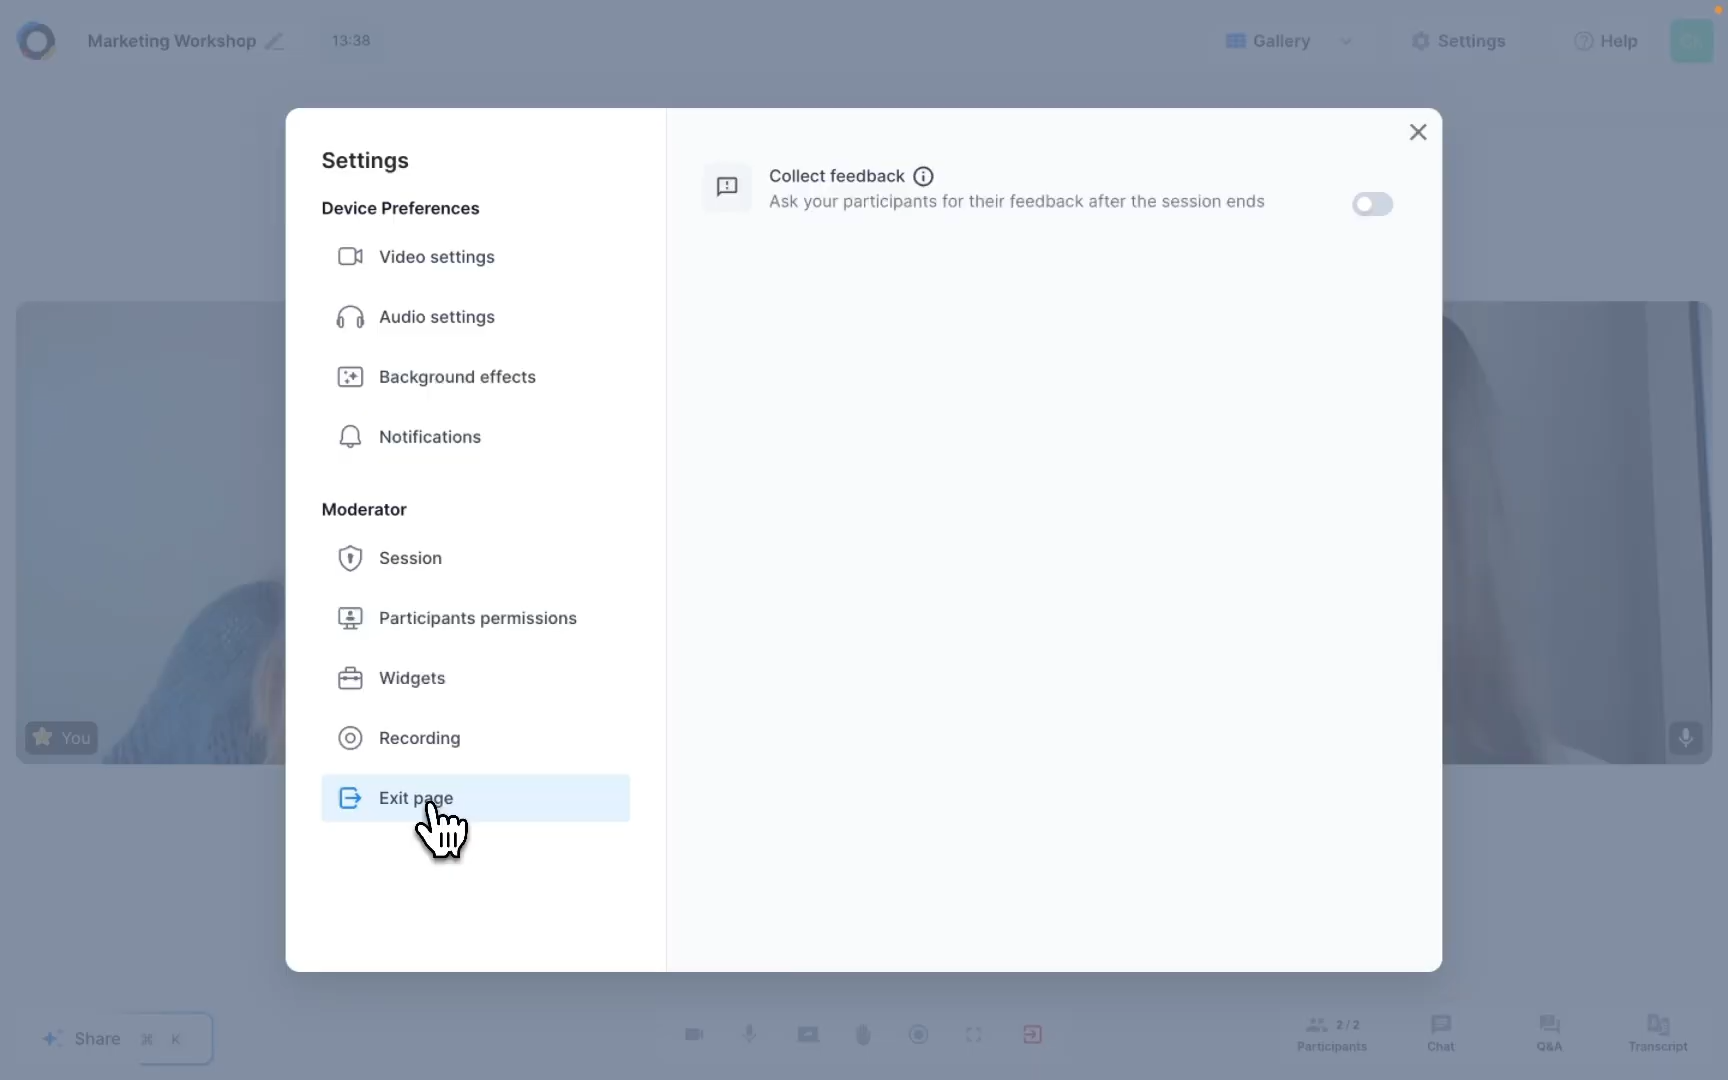 Marketing Workshop
13:38
Gallery
Settings
Help
Settings
Device Preferences
Video settings
Audio settings
Background effects
Notifications
Moderator
Session
Participants permissions
Widgets
Recording
Exit page
Collect feedback
Ask your participants for their feedback after the session ends
You
Share ⌘ K
2/2
Participants
Chat
Q&A
Transcript